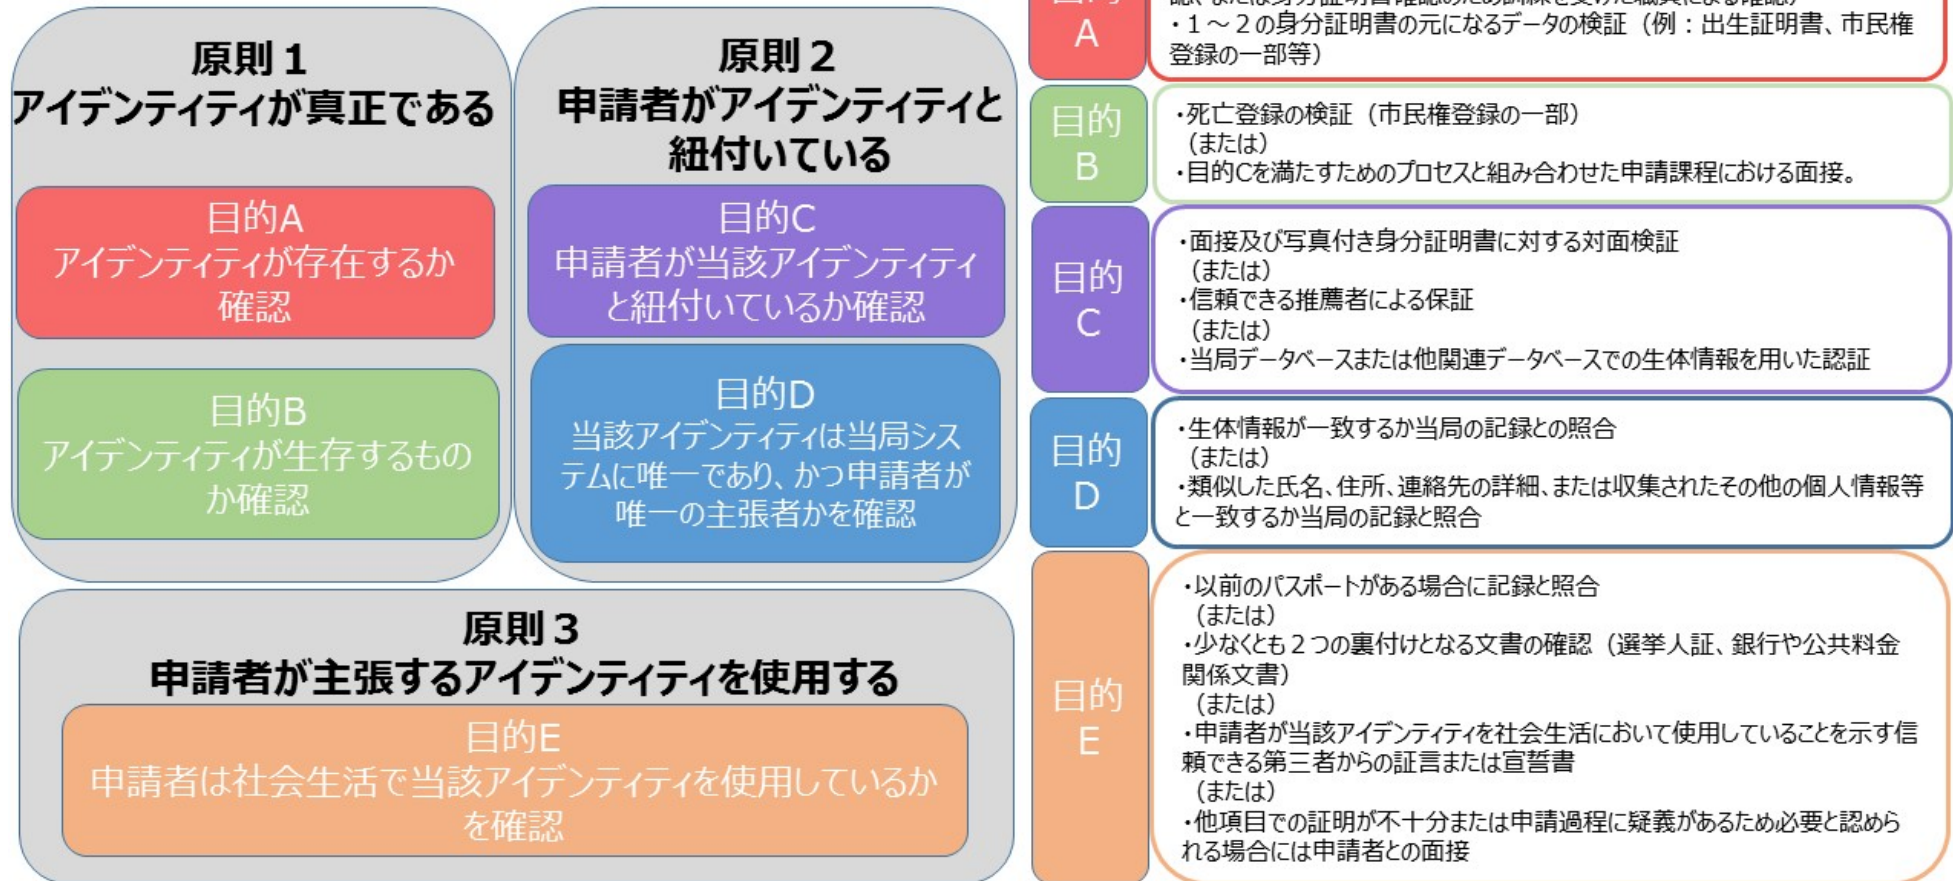 原則１
アイデンティティが真正である
目的A
アイデンティティが存在するか
確認
目的B
アイデンティティが生存するもの
か確認
原則２
申請者がアイデンティティと
紐付いている
目的C
申請者が当該アイデンティティ
と紐付いているか確認
目的D
当該アイデンティティは当局シス
テムに唯一であり、かつ申請者が
唯一の主張者かを確認
原則３
申請者が主張するアイデンティティを使用する
目的E
申請者は社会生活で当該アイデンティティを使用しているか
を確認
A
・１～２の身分証明書の元になるデータの検証（例：出生証明書、市民権
登録の一部等）
目的
B
・死亡登録の検証（市民権登録の一部）
（または）
・目的Cを満たすためのプロセスと組み合わせた申請課程における面接。
目的
C
・面接及び写真付き身分証明書に対する対面検証
（または）
・信頼できる推薦者による保証
（または）
・当局データベースまたは他関連データベースでの生体情報を用いた認証
目的
D
・生体情報が一致するか当局の記録との照合
（または）
・類似した氏名、住所、連絡先の詳細、または収集されたその他の個人情報等
と一致するか当局の記録と照合
目的
E
・以前のパスポートがある場合に記録と照合
（または）
・少なくとも２つの裏付けとなる文書の確認（選挙人証、銀行や公共料金
関係文書）
（または）
・申請者が当該アイデンティティを社会生活において使用していることを示す信
頼できる第三者からの証言または宣誓書
（または）
・他項目での証明が不十分または申請過程に疑義があるため必要と認めら
れる場合には申請者との面接